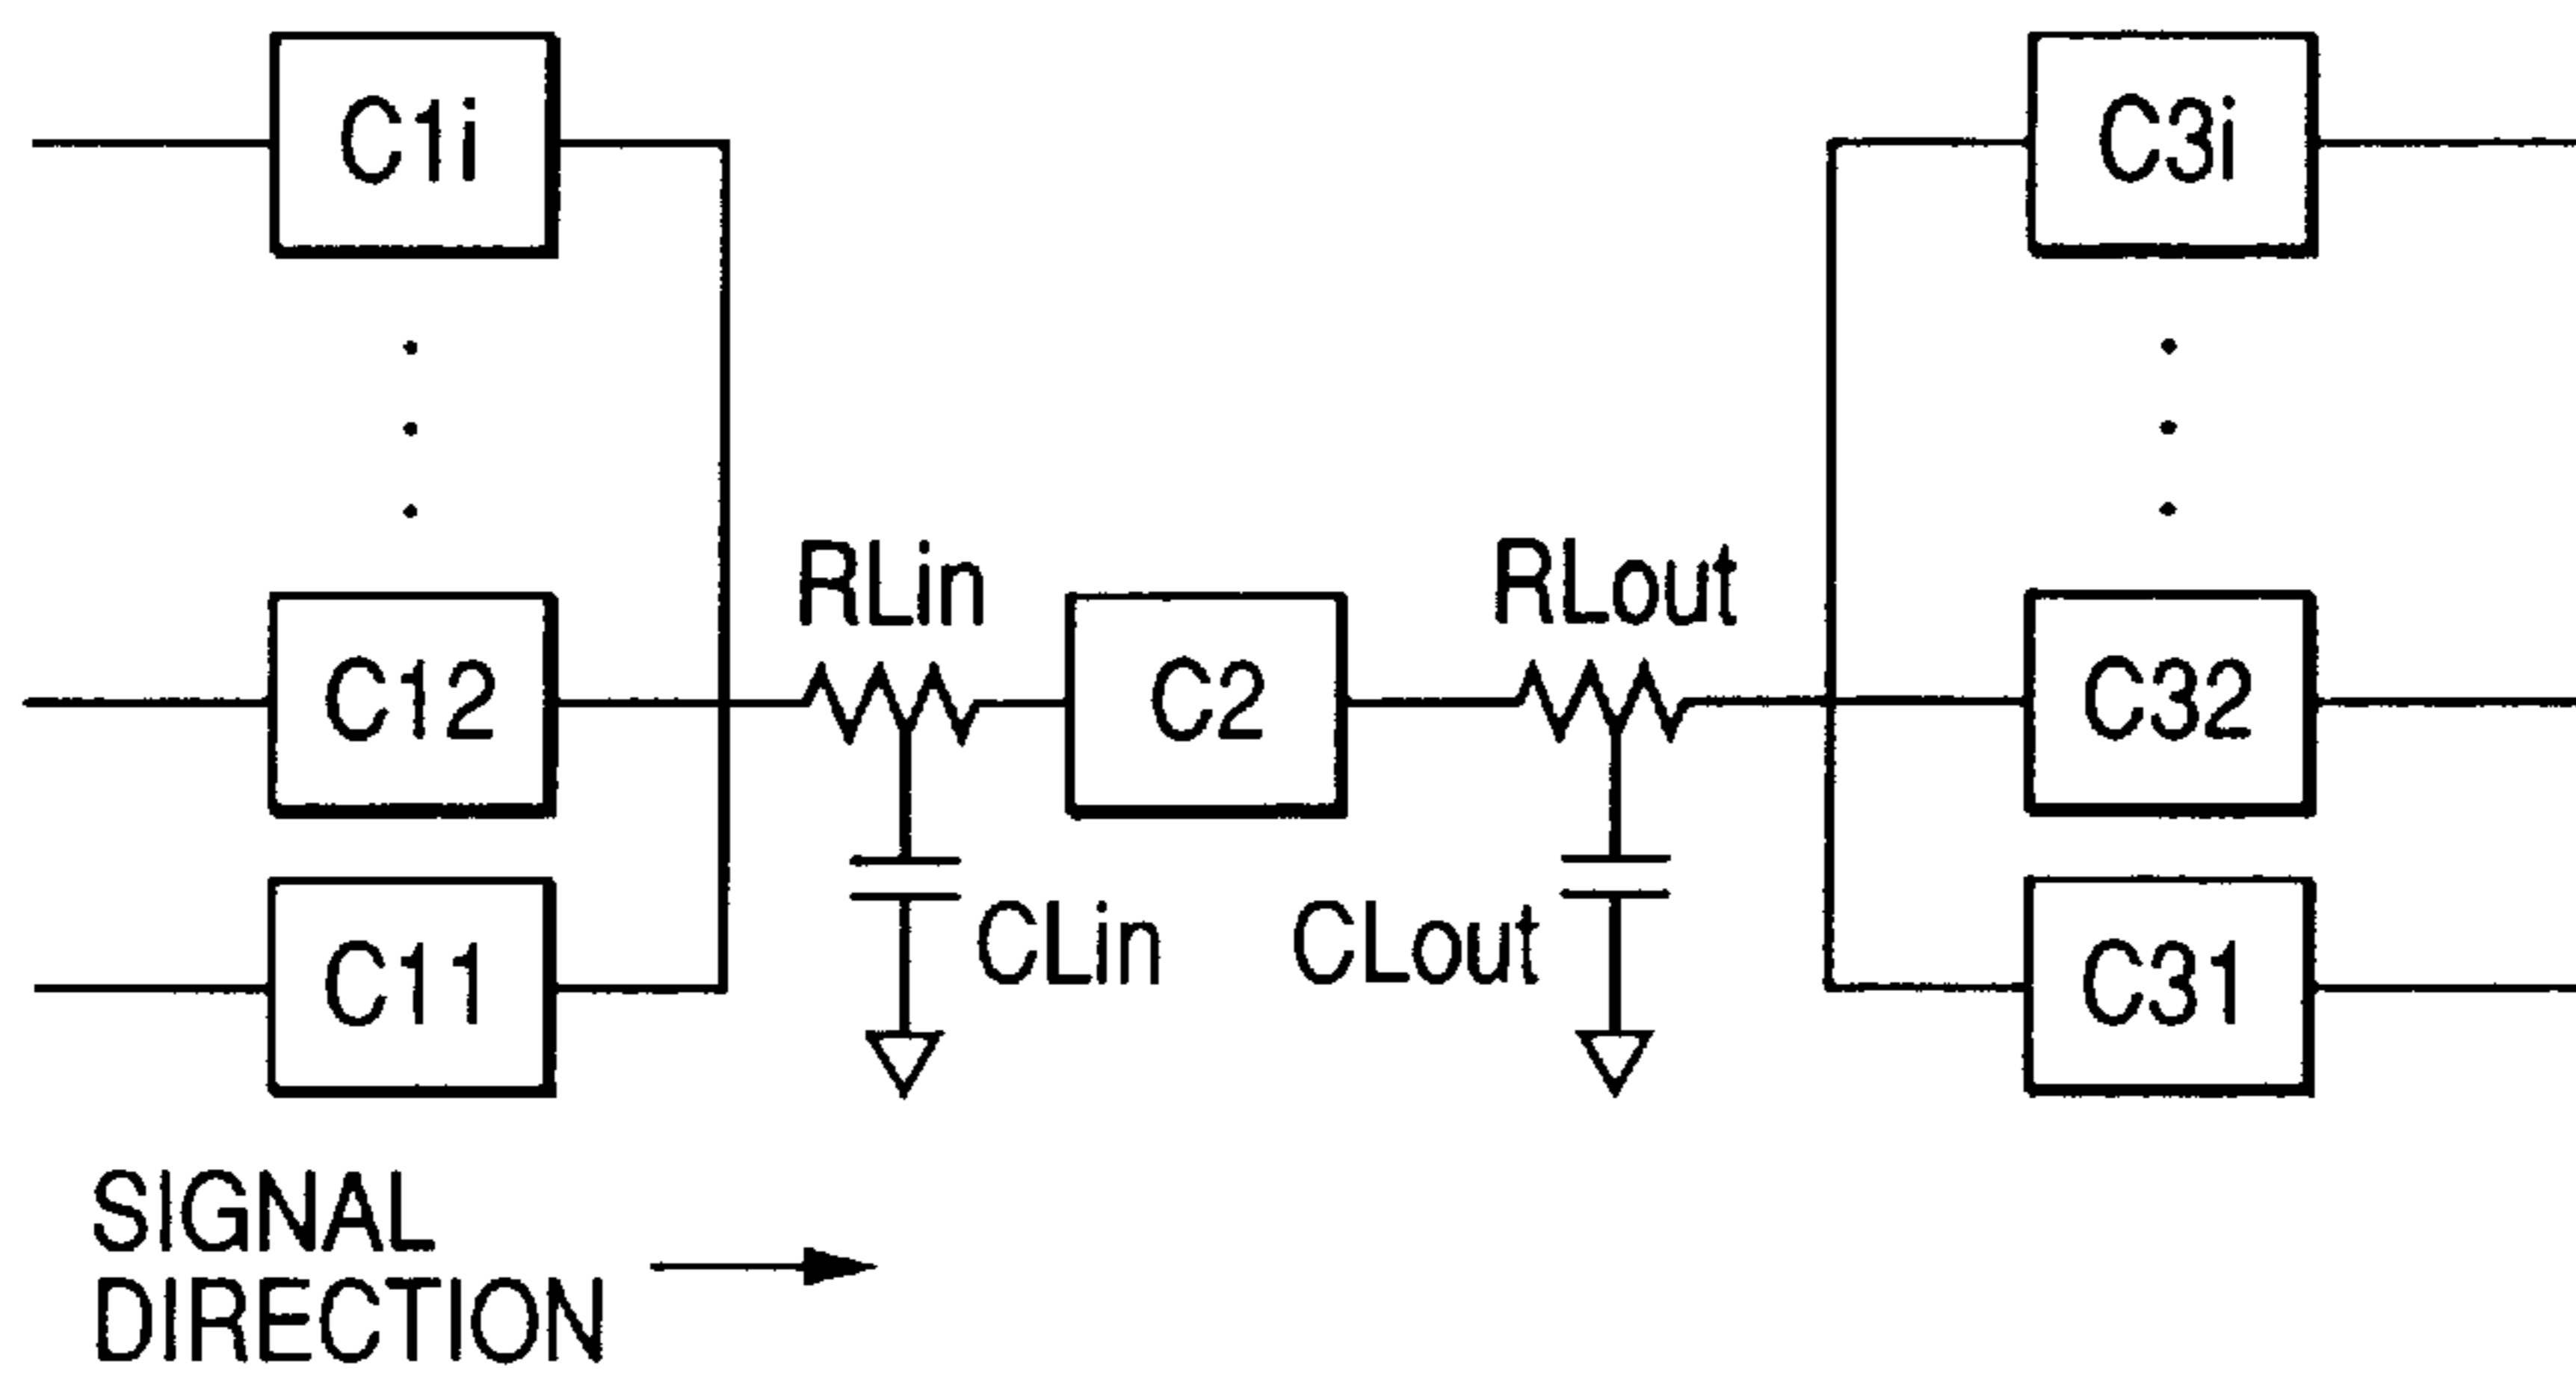 C1i
C3i
RLin
RLout
C12
C2
C32
CLin
CLout
C11
C31
SIGNAL
DIRECTION